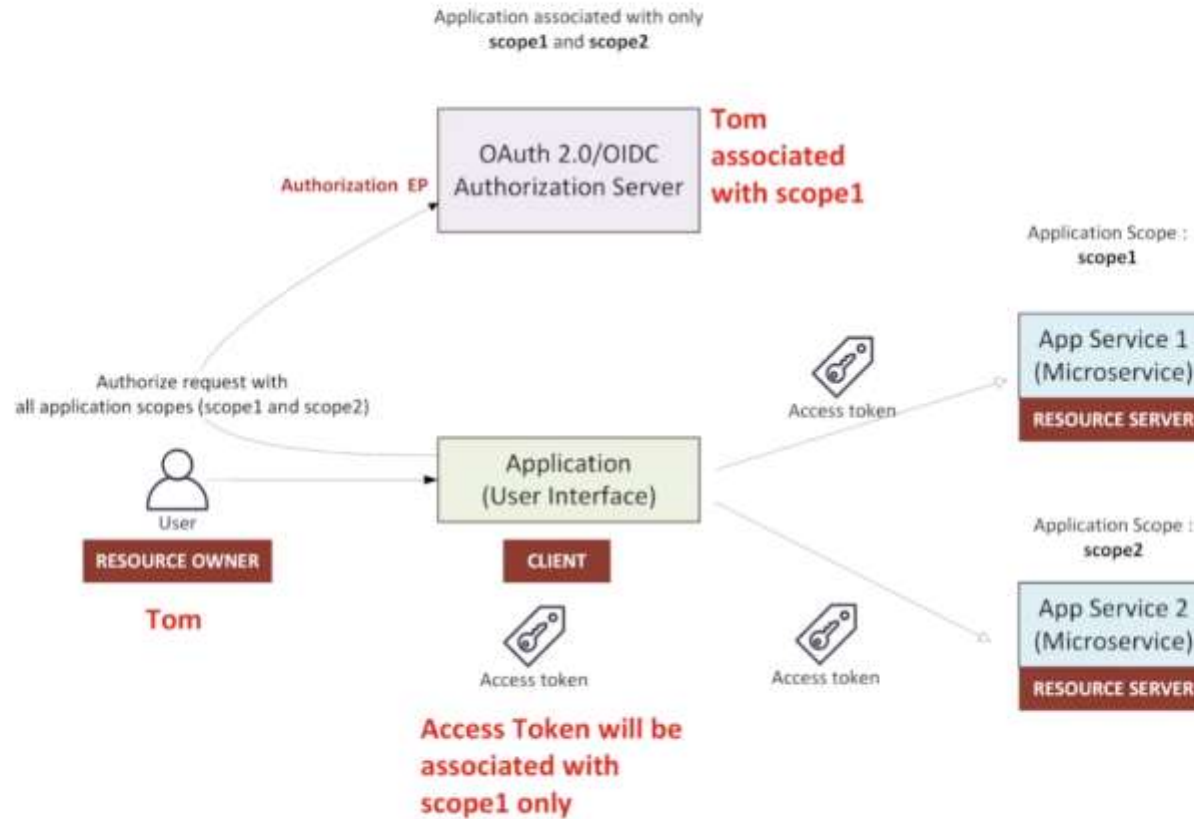 Application associated with only
scope1 and scope2
OAuth 2.0/OIDC
Authorization Server
Tom
associated
with scope1
Authorization EP
Application Scope :
scope1
App Service 1
(Microservice)
RESOURCE SERVER
Access token
Authorize request with
all application scopes (scope1 and scope2)
Application
(User Interface)
CLIENT
User
RESOURCE OWNER
Tom
Application Scope :
scope2
App Service 2
(Microservice)
RESOURCE SERVER
Access token
Access token
Access Token will be
associated with
scope1 only